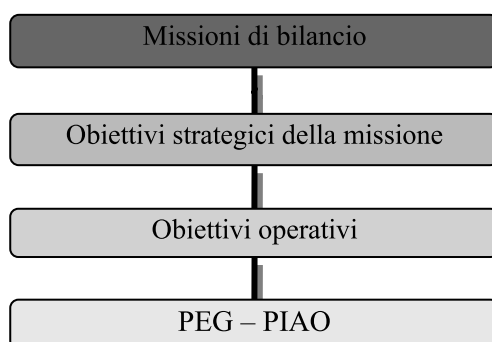 Missioni di bilancio
Obiettivi strategici della missione
Obiettivi operativi
PEG – PIAO